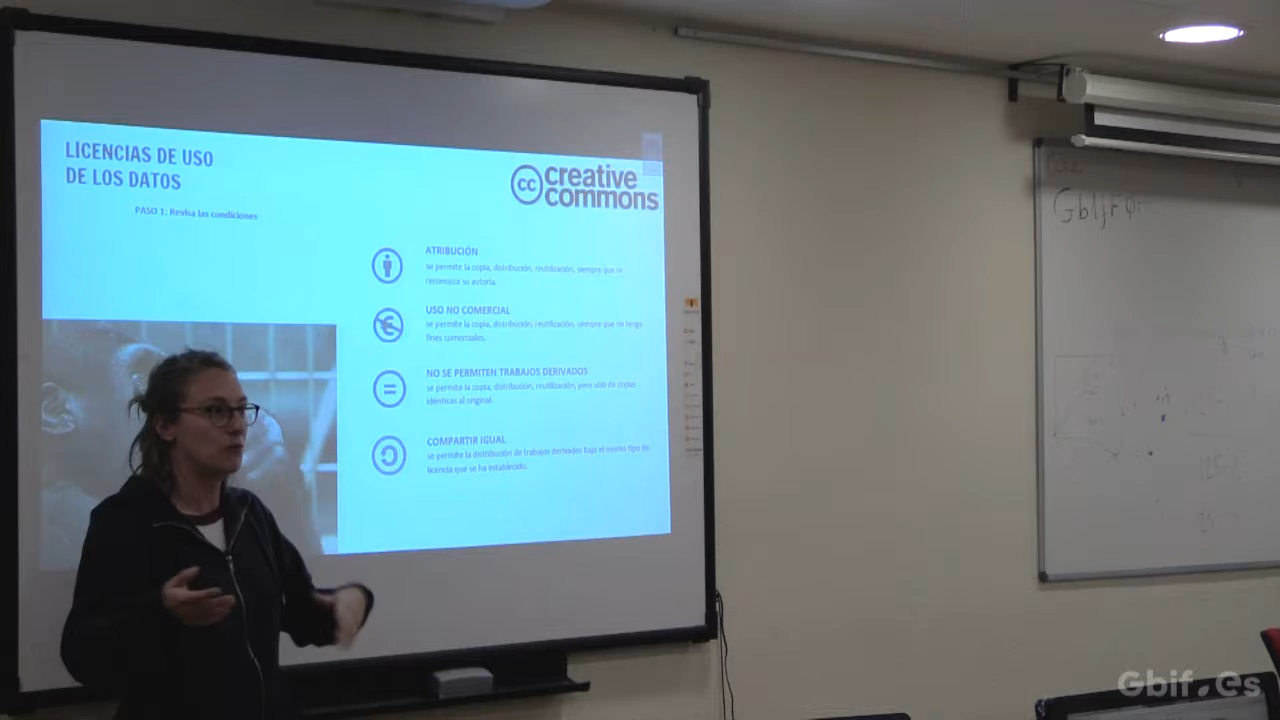 LICENCIAS DE USO
DE LOS DATOS
PASO 1: Revisa las condiciones
cc creative
commons
ATRIBUCIÓN
se permite la copia, distribución, reutilización, siempre que se
reconozca su autoría.
USO NO COMERCIAL
se permite la copia, distribución, reutilización, siempre que no tenga
fines comerciales.
NO SE PERMITEN TRABAJOS DERIVADOS
se permite la copia, distribución, reutilización, pero sólo de copias
idénticas al original.
COMPARTIR IGUAL
se permite la distribución de trabajos derivados bajo el mismo tipo de
licencia que se ha establecido.
Gbif.es